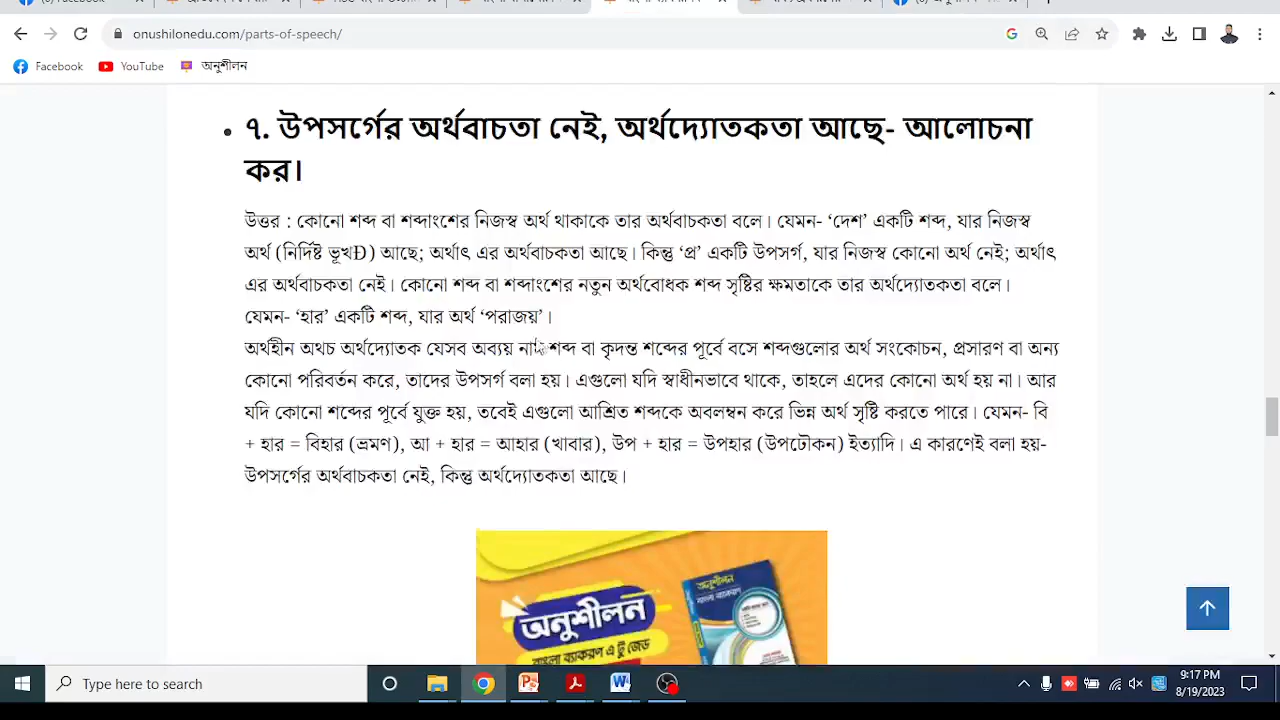 onushilonedu.com/parts-of-speech/
Facebook YouTube অনুশীলন
৭. উপসর্গের অর্থবাচতা নেই, অর্থদ্যোতকতা আছে- আলোচনা
কর।
উত্তর : কোনো শব্দ বা শব্দাংশের নিজস্ব অর্থ থাকাকে তার অর্থবাচকতা বলে। যেমন- ‘দেশ’ একটি শব্দ, যার নিজস্ব
অর্থ (নির্দিষ্ট ভূখÐ) আছে; অর্থাৎ এর অর্থবাচকতা আছে। কিন্তু ‘প্র’ একটি উপসর্গ, যার নিজস্ব কোনো অর্থ নেই; অর্থাৎ
এর অর্থবাচকতা নেই। কোনো শব্দ বা শব্দাংশের নতুন অর্থবোধক শব্দ সৃষ্টির ক্ষমতাকে তার অর্থদ্যোতকতা বলে।
যেমন- ‘হার’ একটি শব্দ, যার অর্থ ‘পরাজয়’।
অর্থহীন অথচ অর্থদ্যোতক যেসব অব্যয় শব্দ বা কৃদন্ত শব্দের পূর্বে বসে শব্দগুলোর অর্থ সংকোচন, প্রসারণ বা অন্য
কোনো পরিবর্তন করে, তাদের উপসর্গ বলা হয়। এগুলো যদি স্বাধীনভাবে থাকে, তাহলে এদের কোনো অর্থ হয় না। আর
যদি কোনো শব্দের পূর্বে যুক্ত হয়, তবেই এগুলো আশ্রিত শব্দকে অবলম্বন করে ভিন্ন অর্থ সৃষ্টি করতে পারে। যেমন- বি
+ হার = বিহার (ভ্রমণ), আ + হার = আহার (খাবার), উপ + হার = উপহার (উপঢৌকন) ইত্যাদি। এ কারণেই বলা হয়-
উপসর্গের অর্থবাচকতা নেই, কিন্তু অর্থদ্যোতকতা আছে।
অনুশীলন
বাংলা ব্যাকরণ এ টু জেড
অনুশীলন
বাংলা ব্যাকরণ
Type here to search
9:17 PM
8/19/2023